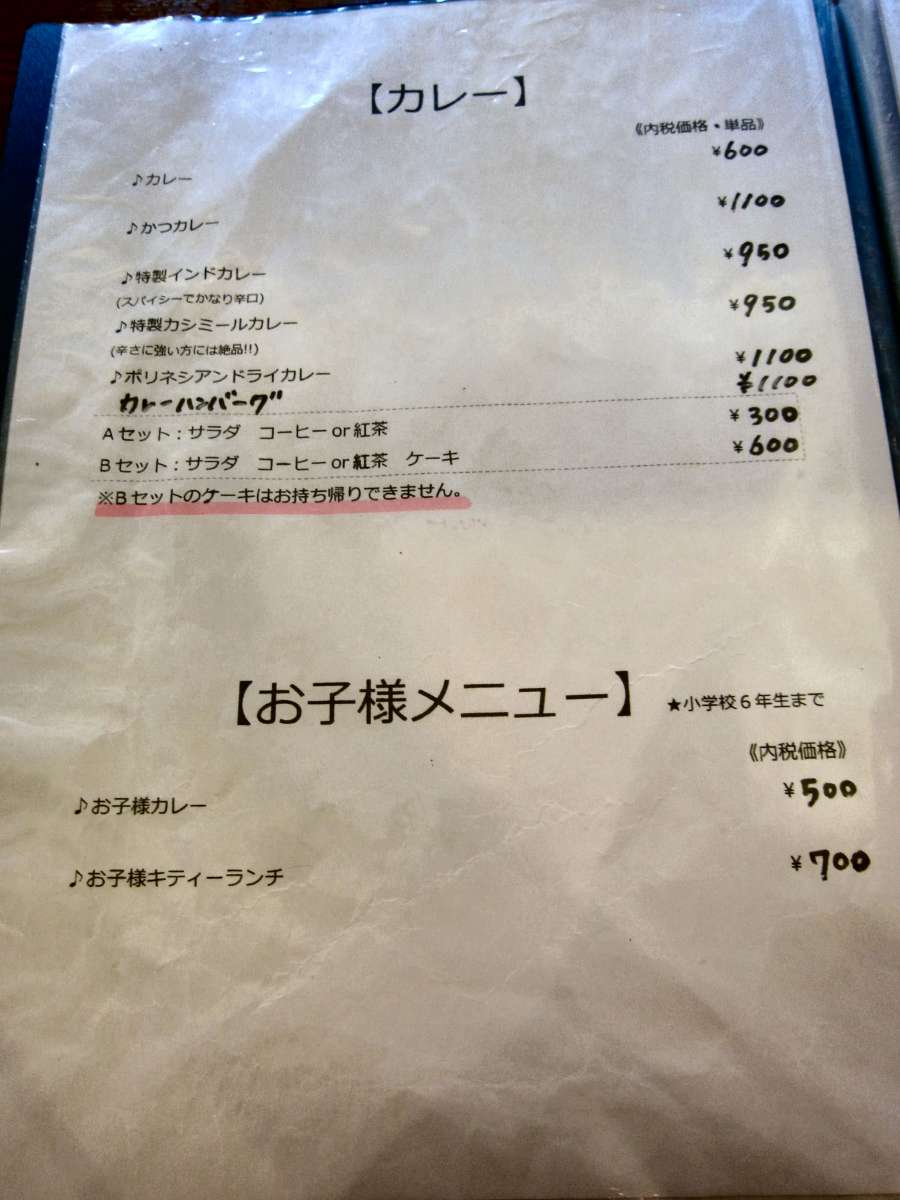 【カレー】
《内税価格・単品》
♪カレー ¥600
♪かつカレー ¥1100
♪特製インドカレー ¥950
(スパイシーでかなり辛口)
♪特製カシミールカレー ¥950
(辛さに強い方には絶品!!)
♪ポリネシアンドライカレー ¥1100
カレーハンバーグ ¥1100
Aセット：サラダ　コーヒーor紅茶 ¥300
Bセット：サラダ　コーヒーor紅茶　ケーキ ¥600
※Bセットのケーキはお持ち帰りできません。
【お子様メニュー】 ★小学校６年生まで
《内税価格》
♪お子様カレー ¥500
♪お子様キティーランチ ¥700